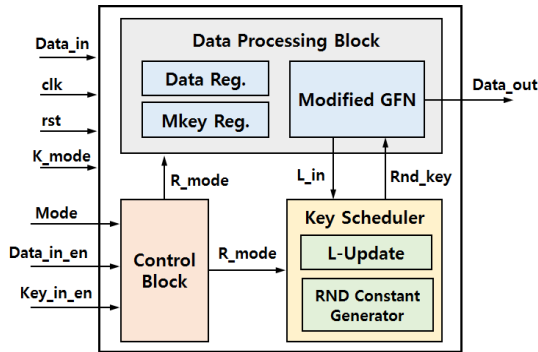 Data_in
clk
rst
K_mode
Mode
Data_in_en
Key_in_en
Data Processing Block
Data Reg.
Mkey Reg.
Modified GFN
Data_out
R_mode
L_in
Rnd_key
Control
Block
R_mode
Key Scheduler
L-Update
RND Constant
Generator